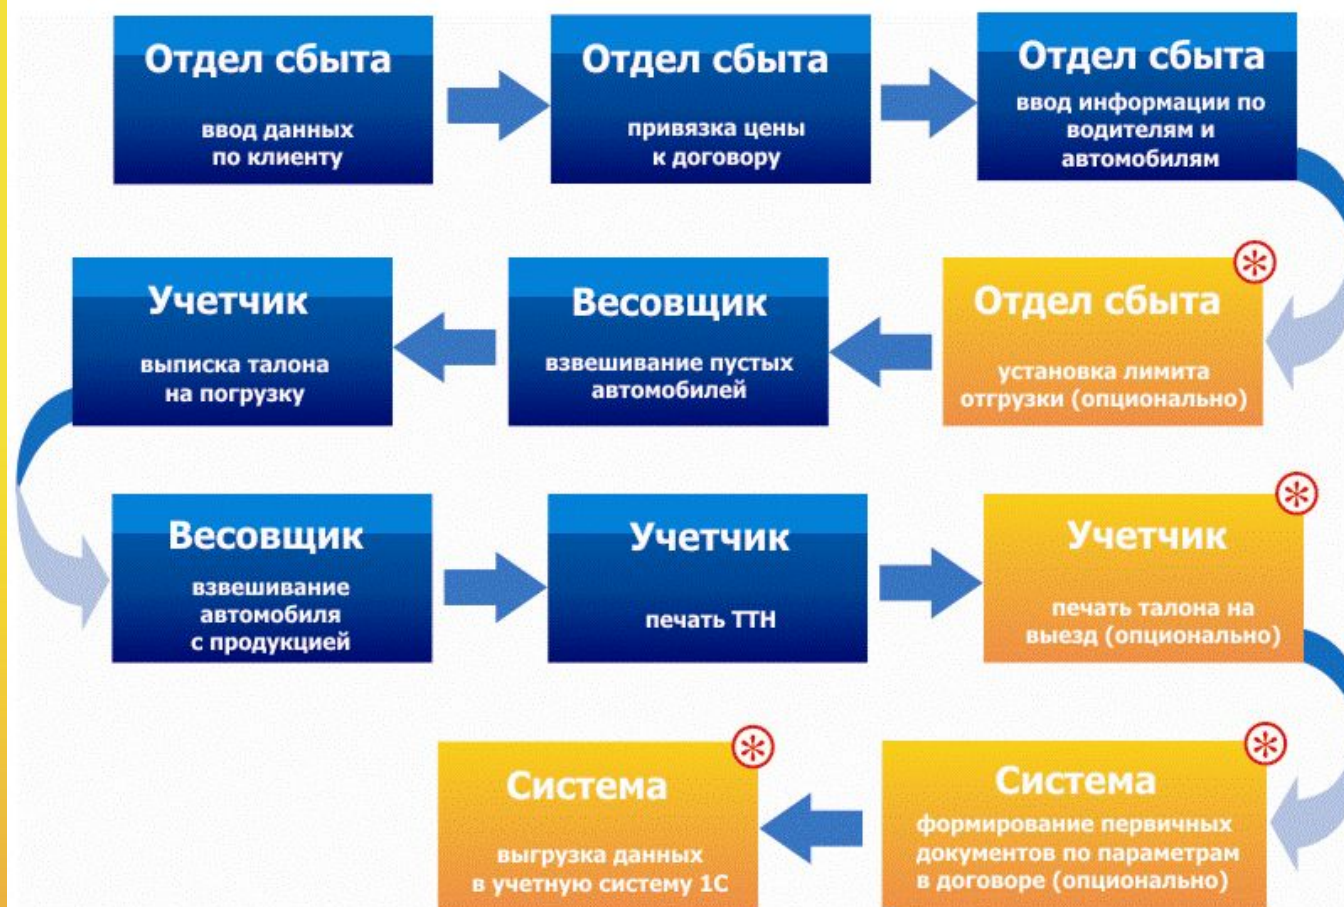 Отдел сбыта
ввод данных
по клиенту
Отдел сбыта
привязка цены
к договору
Отдел сбыта
ввод информации по
водителям и
автомобилям
Отдел сбыта
установка лимита
отгрузки (опционально)
Весовщик
взвешивание пустых
автомобилей
Учетчик
выписка талона
на погрузку
Весовщик
взвешивание
автомобиля
с продукцией
Учетчик
печать ТТН
Учетчик
печать талона на
выезд (опционально)
Система
формирование первичных
документов по параметрам
в договоре (опционально)
Система
выгрузка данных
в учетную систему 1С